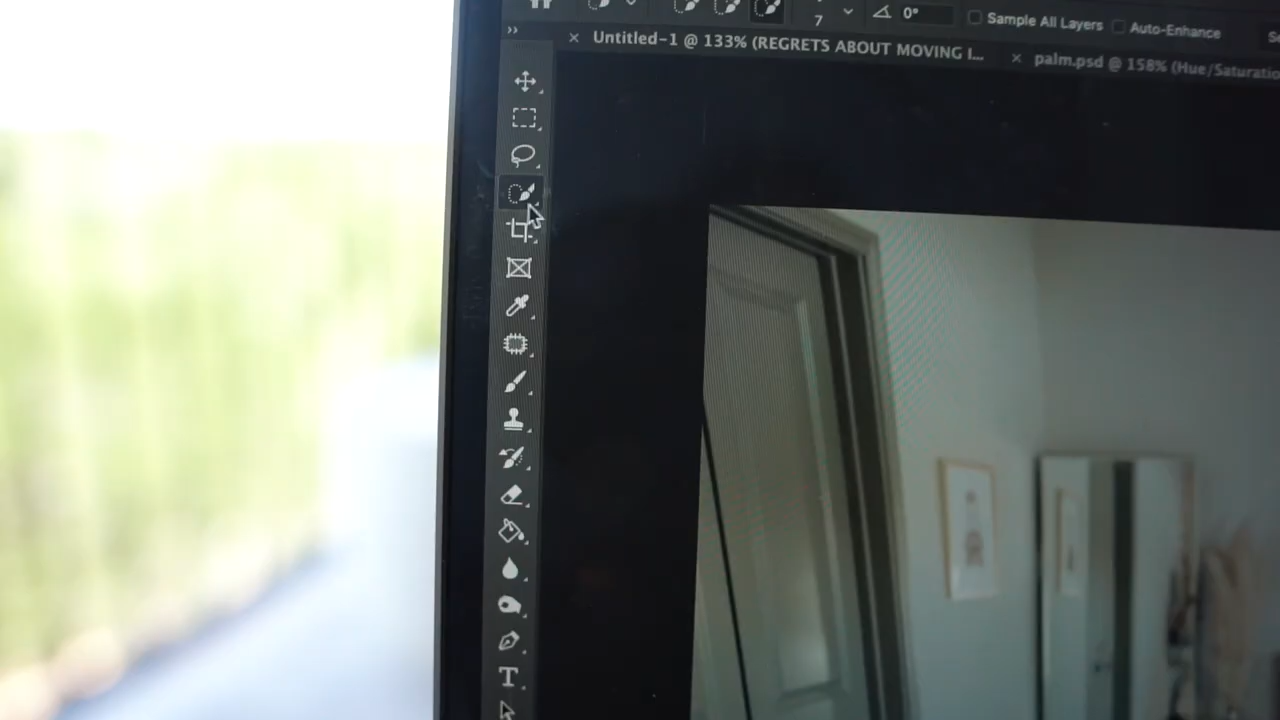 7
0°
Sample All Layers
Auto-Enhance
Untitled-1 @ 133% (REGRETS ABOUT MOVING I...
palm.psd @ 158% (Hue/Saturatio
T